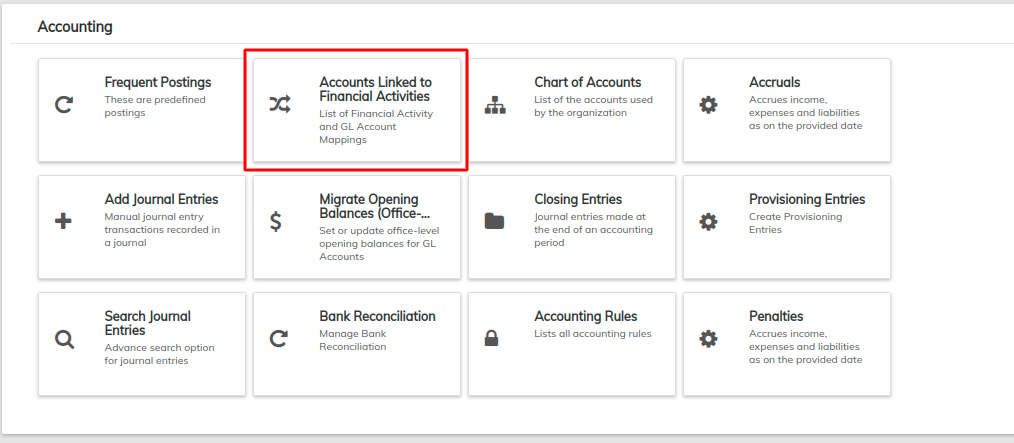 Accounting
Frequent Postings
These are predefined
postings
Accounts Linked to
Financial Activities
List of Financial Activity
and GL Account
Mappings
Chart of Accounts
List of the accounts used
by the organization
Accruals
Accrues income,
expenses and liabilities
as on the provided date
Add Journal Entries
Manual journal entry
transactions recorded in
a journal
Migrate Opening
Balances (Office-...
Set or update office-level
opening balances for GL
Accounts
Closing Entries
Journal entries made at
the end of an accounting
period
Provisioning Entries
Create Provisioning
Entries
Search Journal
Entries
Advance search option
for journal entries
Bank Reconciliation
Manage Bank
Reconciliation
Accounting Rules
Lists all accounting rules
Penalties
Accrues income,
expenses and liabilities
as on the provided date